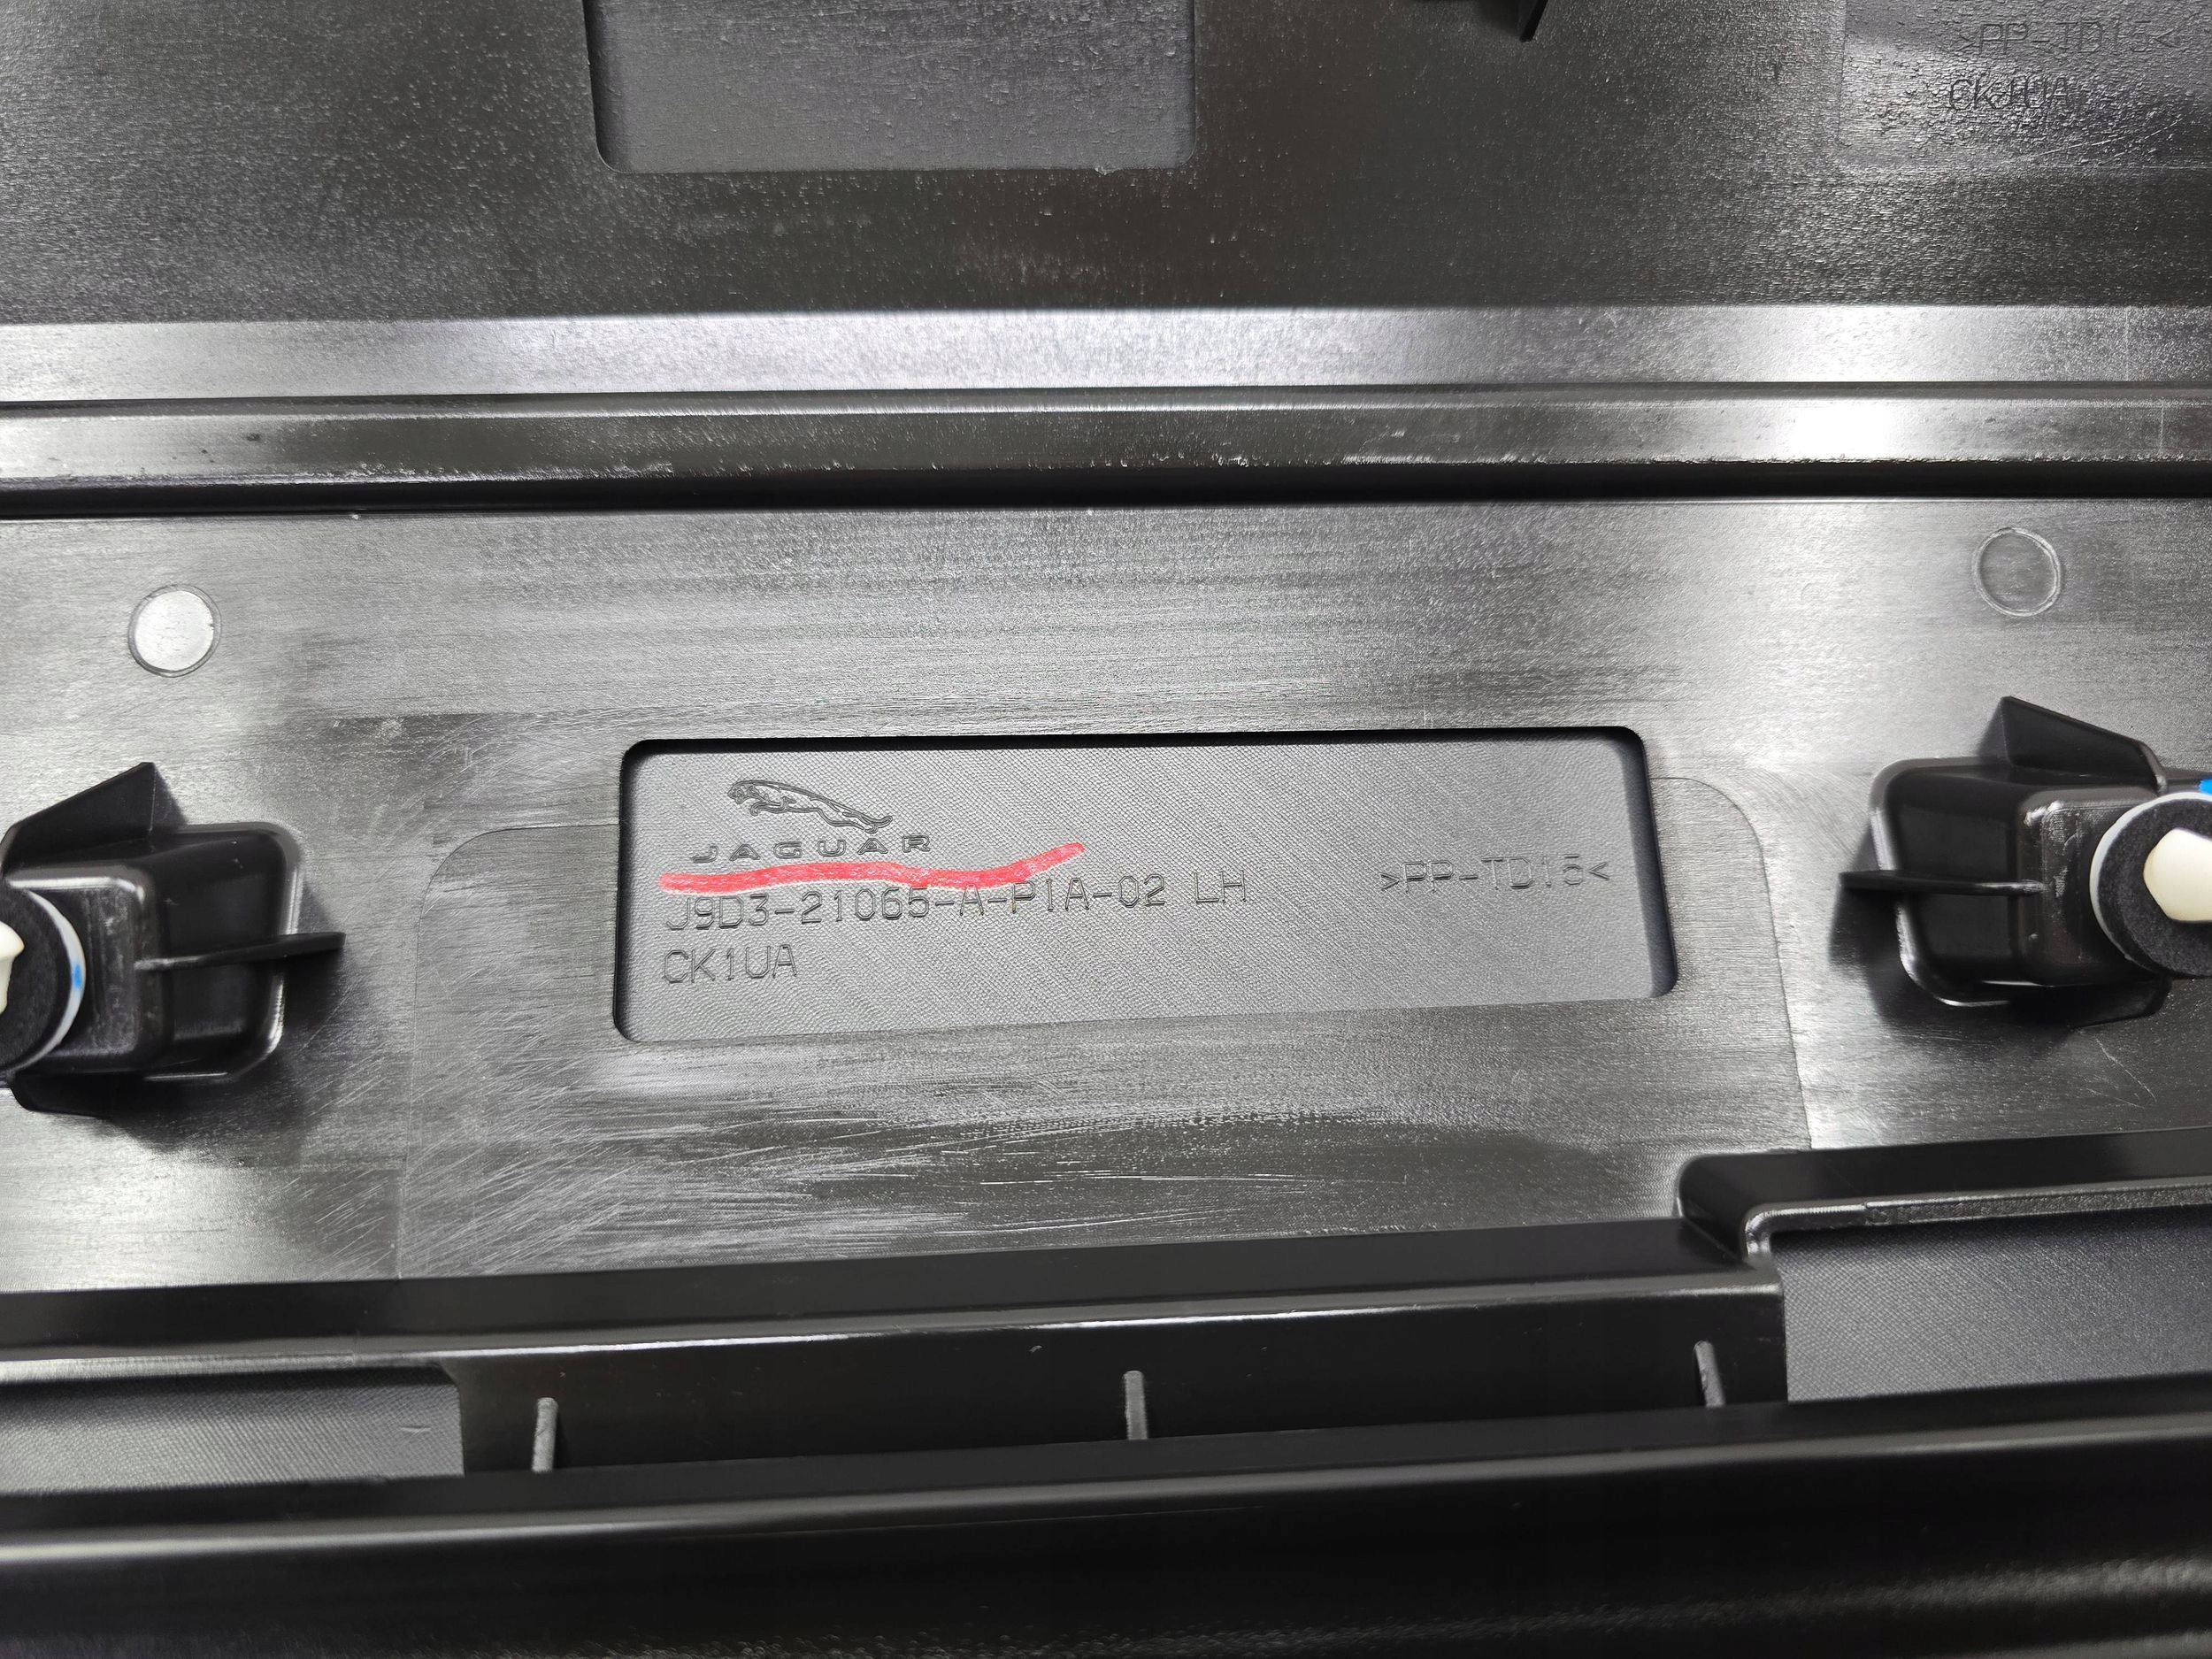 >PP-TD15<
CK1UA
JAGUAR
J9D3-21065-A-PIA-02 LH
>PP-TD15<
CK1UA